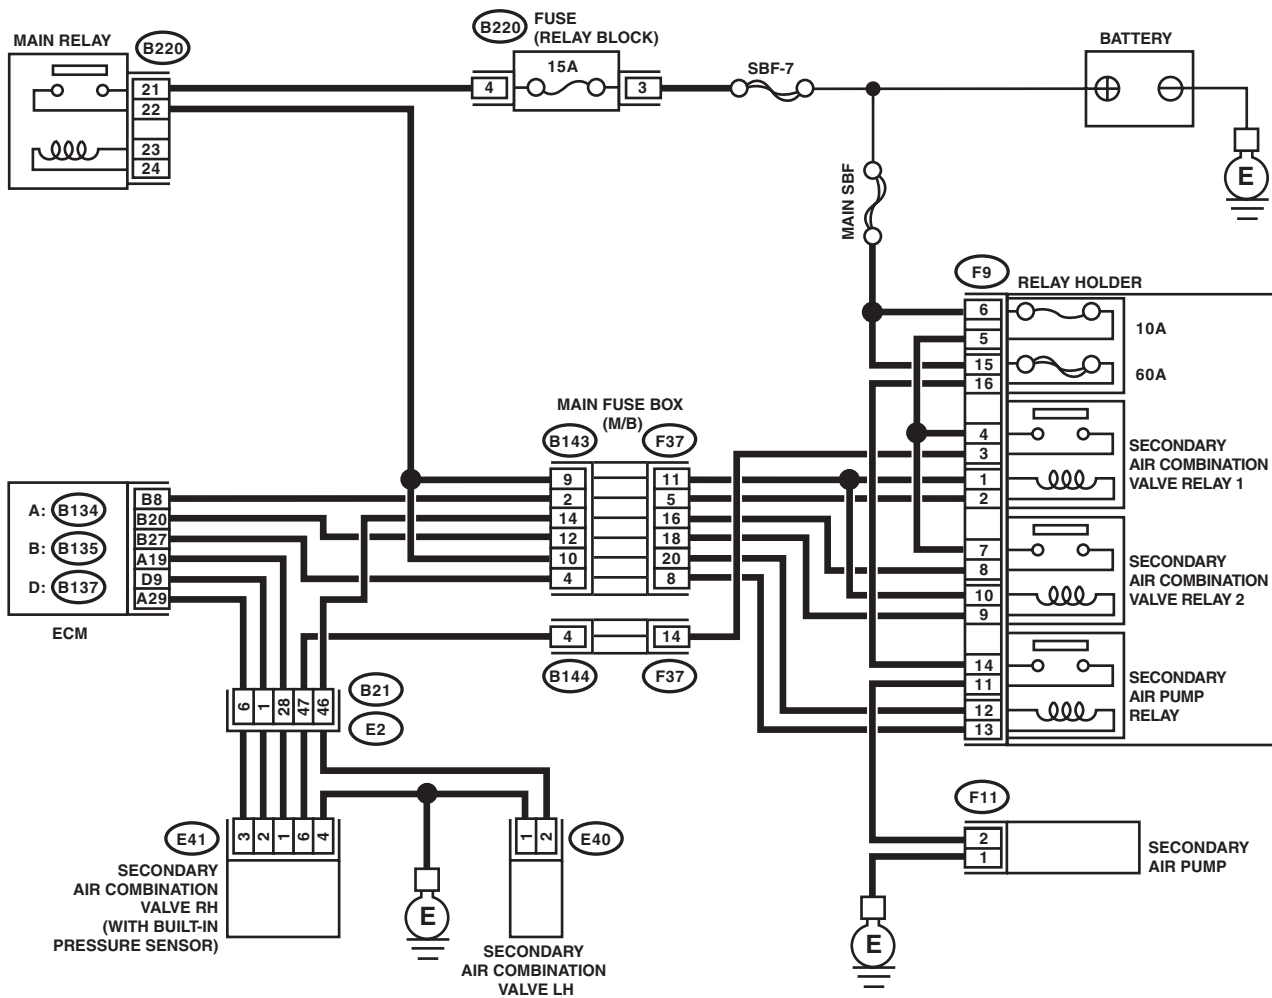 B220 FUSE
(RELAY BLOCK)
MAIN RELAY B220
15A
SBF-7
BATTERY
21 4 3
22
23
24
E
MAIN SBF
F9
RELAY HOLDER
6
5
10A
15
16
60A
MAIN FUSE BOX
(M/B)
B143 F37
4
3
1
2
SECONDARY
AIR COMBINATION
VALVE RELAY 1
9 11
2 5
14 16
12 18
10 20
4 8
A: B134
B: B135
D: B137
B8
B20
B27
A19
D9
A29
ECM
7
8
10
9
SECONDARY
AIR COMBINATION
VALVE RELAY 2
4 14
B144 F37
14
11
12
13
SECONDARY
AIR PUMP
RELAY
6 1 28 47 46
B21
E2
F11
2
1
SECONDARY
AIR PUMP
E41
3 2 1 6 4
1 2
E40
SECONDARY
AIR COMBINATION
VALVE RH
(WITH BUILT-IN
PRESSURE SENSOR)
E
E
SECONDARY
AIR COMBINATION
VALVE LH